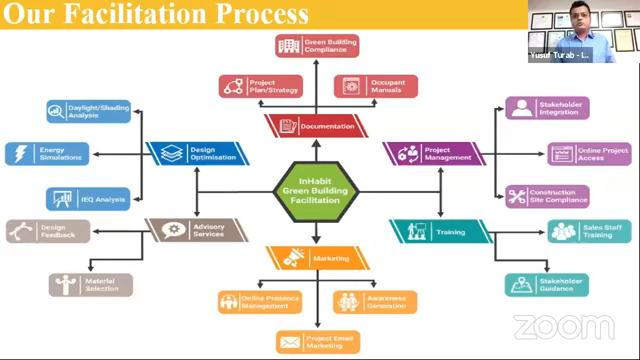 Our Facilitation Process
Yusuf Turab - L...
Green Building
Compliance
Project
Plan/Strategy
Occupant
Manuals
Documentation
Daylight/Shading
Analysis
Energy
Simulations
IEQ Analysis
Design
Optimisation
Project
Management
Stakeholder
Integration
Online Project
Access
Construction
Site Compliance
InHabit
Green Building
Facilitation
Design
Feedback
Material
Selection
Advisory
Services
Training
Sales Staff
Training
Stakeholder
Guidance
Marketing
Online Presence
Management
Awareness
Generation
Project Email
Marketing
zoom